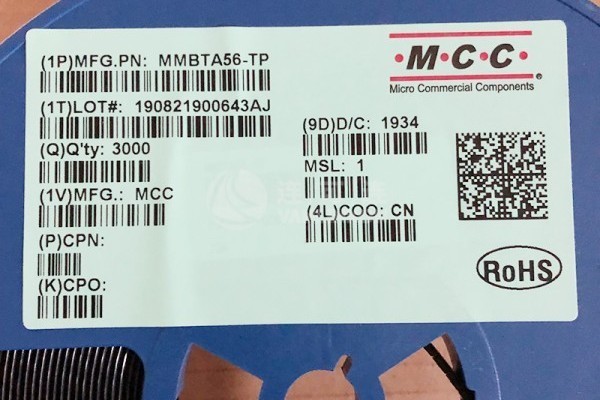 (1P)MFG.PN: MMBTA56-TP
(1T)LOT#: 190821900643AJ
(Q)Q'ty: 3000
(1V)MFG.: MCC
(P)CPN:
(K)CPO:
·M·C·C·
®
Micro Commercial Components
(9D)D/C: 1934
MSL: 1
(4L)COO: CN
RoHS